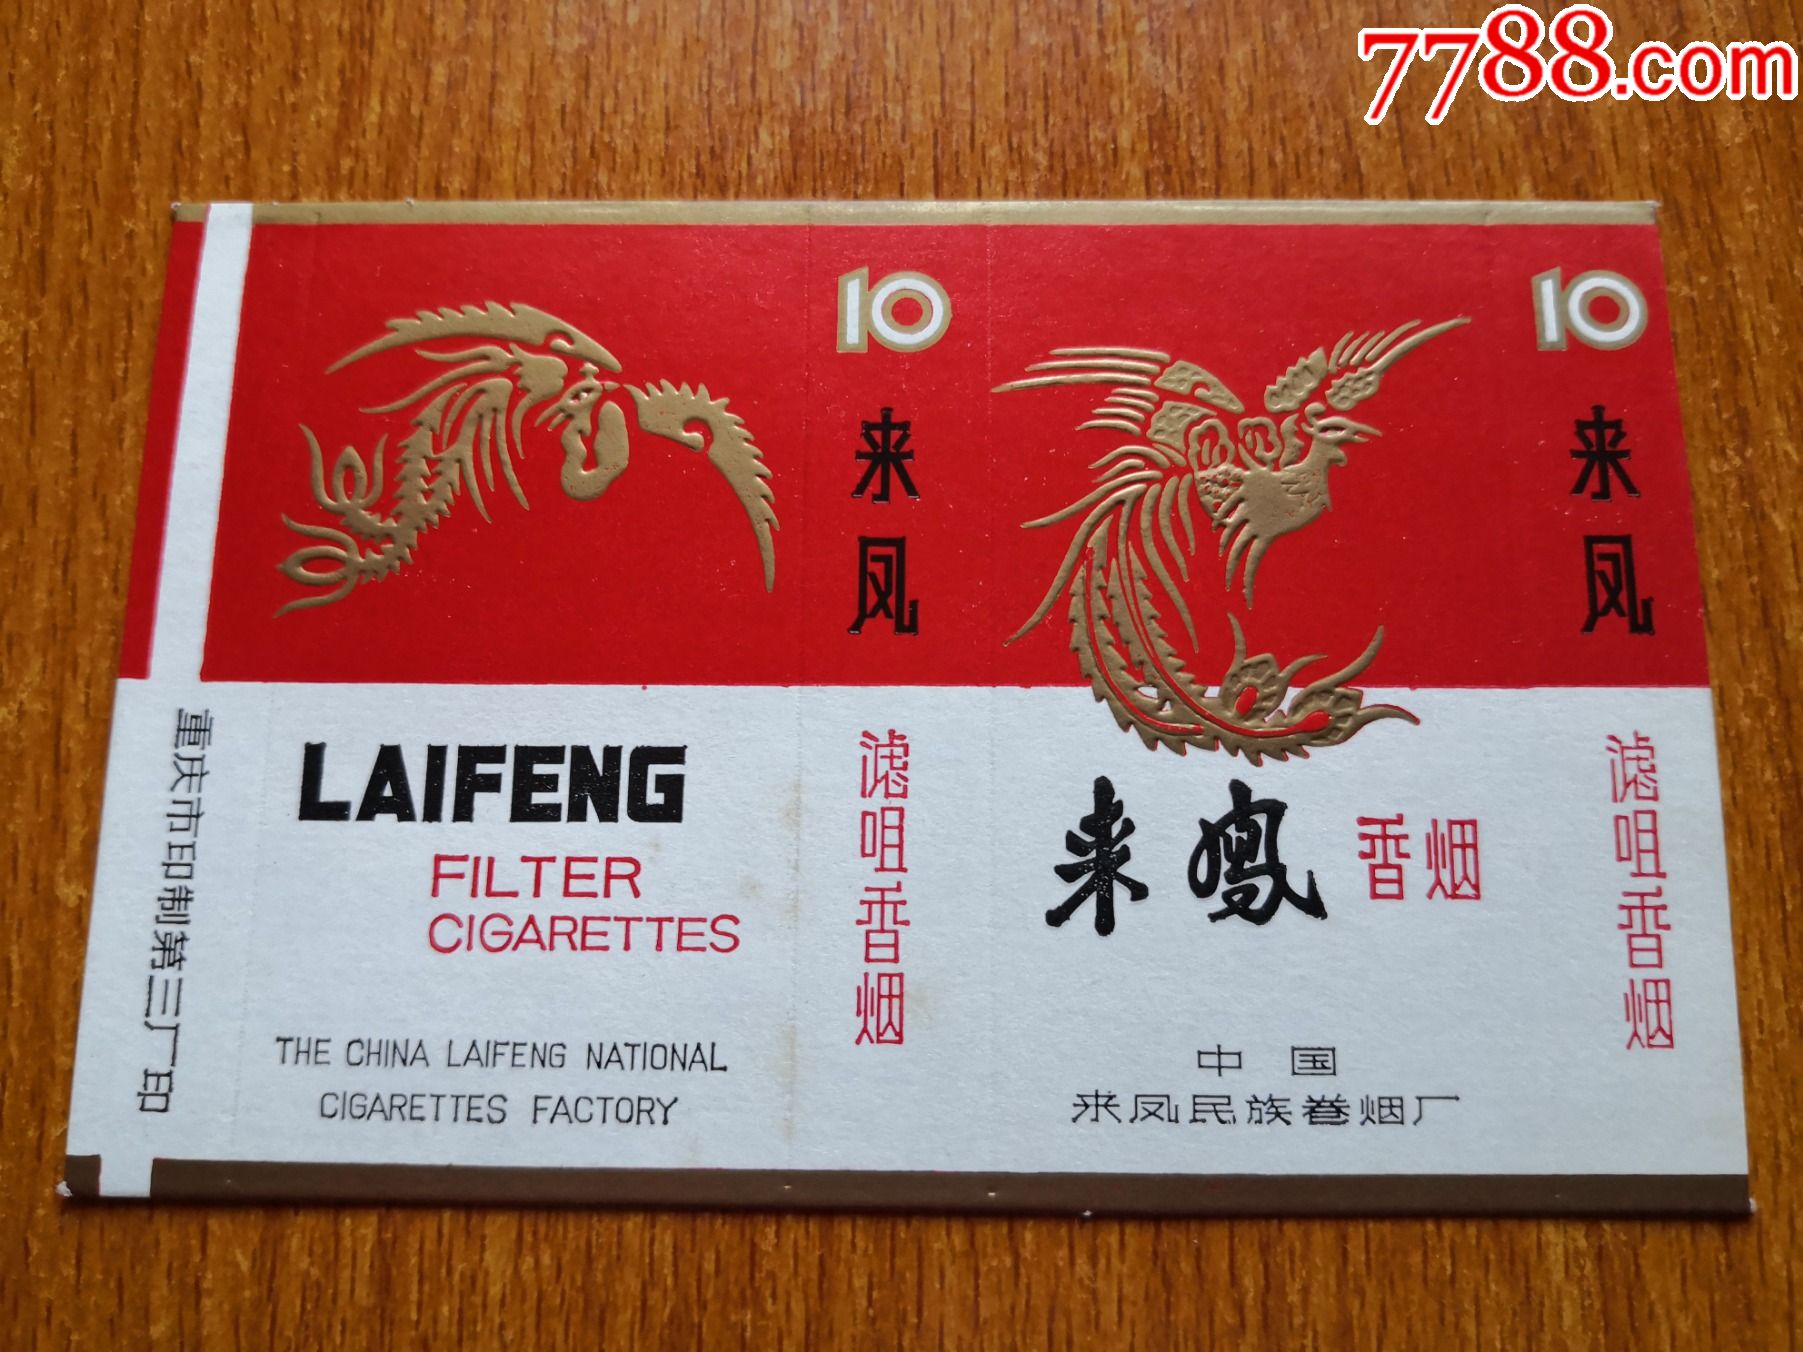 7788.com
重庆市印制第三厂印
LAIFENG
FILTER
CIGARETTES
THE CHINA LAIFENG NATIONAL
CIGARETTES FACTORY
10
来凤
滤咀香烟
来鳳 香烟
中国
来凤民族卷烟厂
10
来凤
滤咀香烟